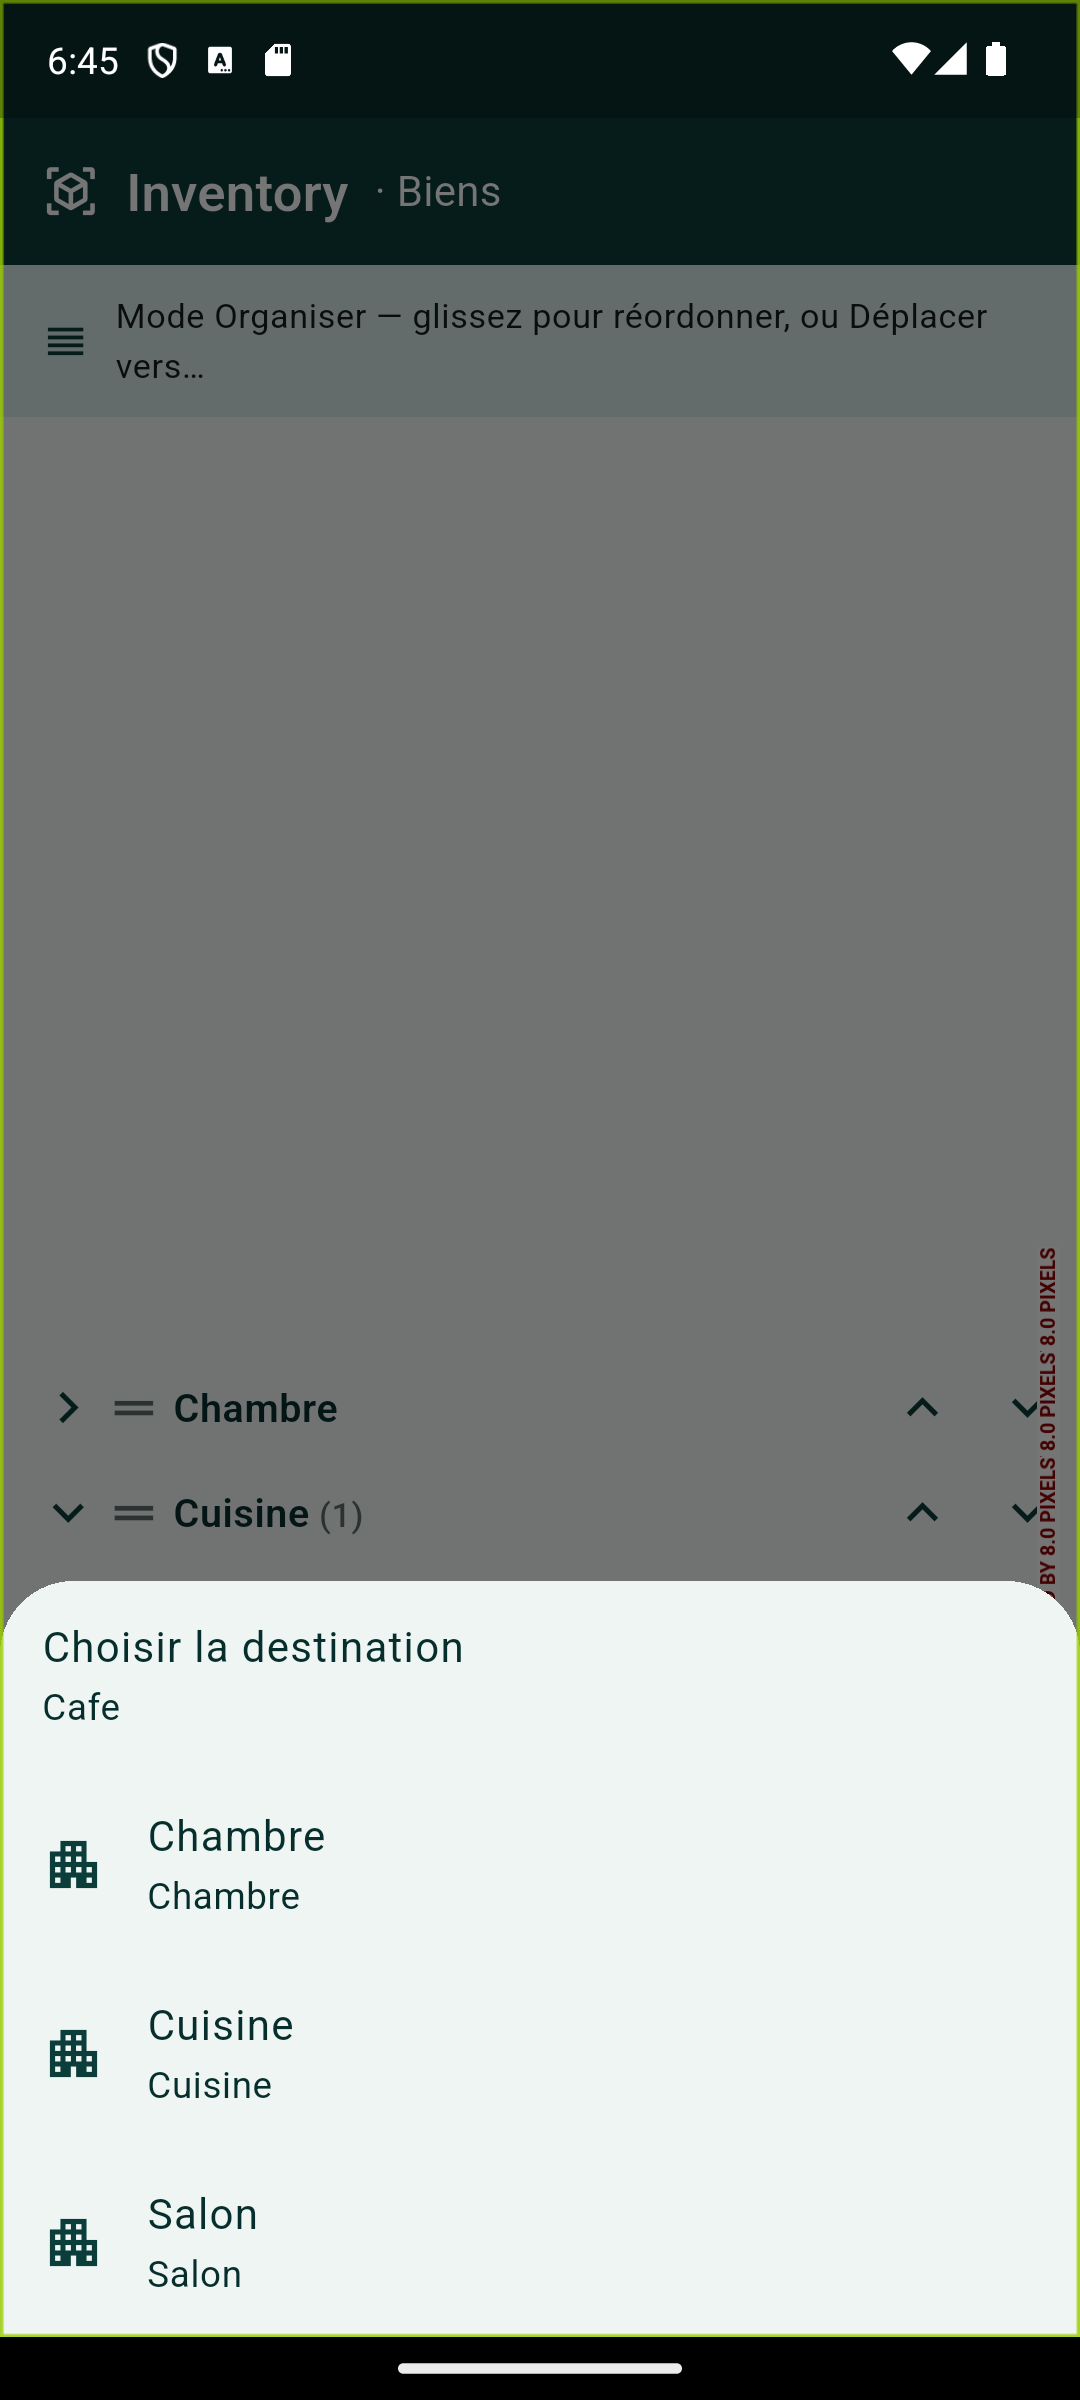 6:45
Inventory · Biens
Mode Organiser — glissez pour réordonner, ou Déplacer
vers…
BY 8.0 PIXELS 8.0 PIXELS 8.0 PIXELS
Chambre
Cuisine (1)
Choisir la destination
Cafe
Chambre
Chambre
Cuisine
Cuisine
Salon
Salon